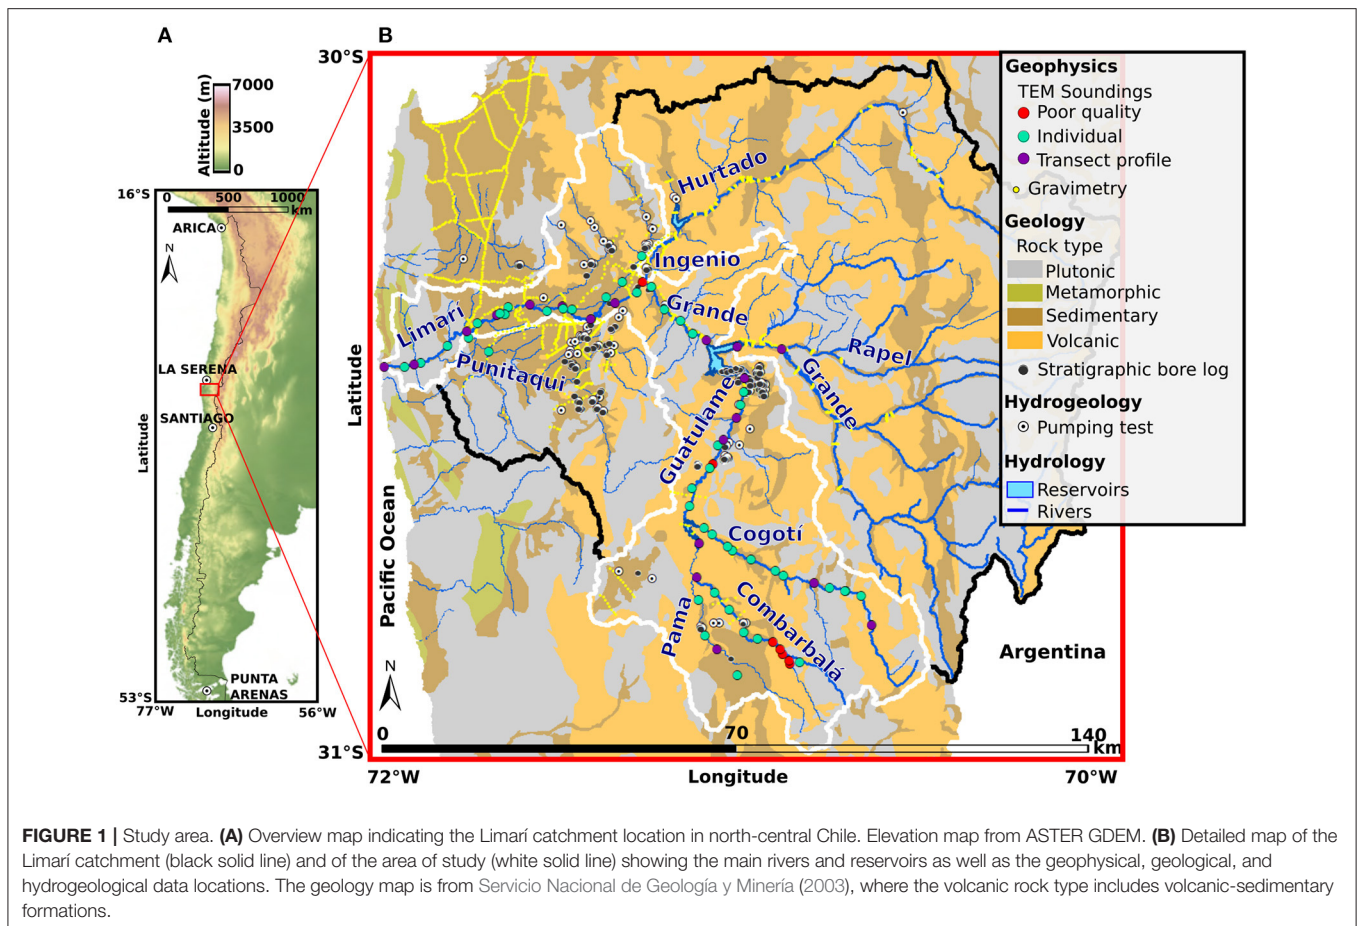 A
B
Altitude (m)
7000
3500
0
16°S
0 500 1000
km
ARICA
N
LA SERENA
SANTIAGO
Latitude
PUNTA
ARENAS
53°S
77°W
Longitude
56°W
30°S
Hurtado
Ingenio
Grande
Limarí
Punitaqui
Rapel
Grande
Guatulame
Cogotí
Combarbalá
Pama
Latitude
Pacific Ocean
Argentina
N
0
70
140
km
31°S
72°W
Longitude
70°W
Geophysics
TEM Soundings
Poor quality
Individual
Transect profile
Gravimetry
Geology
Rock type
Plutonic
Metamorphic
Sedimentary
Volcanic
Stratigraphic bore log
Hydrogeology
Pumping test
Hydrology
Reservoirs
Rivers
FIGURE 1 | Study area. (A) Overview map indicating the Limarí catchment location in north-central Chile. Elevation map from ASTER GDEM. (B) Detailed map of the
Limarí catchment (black solid line) and of the area of study (white solid line) showing the main rivers and reservoirs as well as the geophysical, geological, and
hydrogeological data locations. The geology map is from Servicio Nacional de Geología y Minería (2003), where the volcanic rock type includes volcanic-sedimentary
formations.